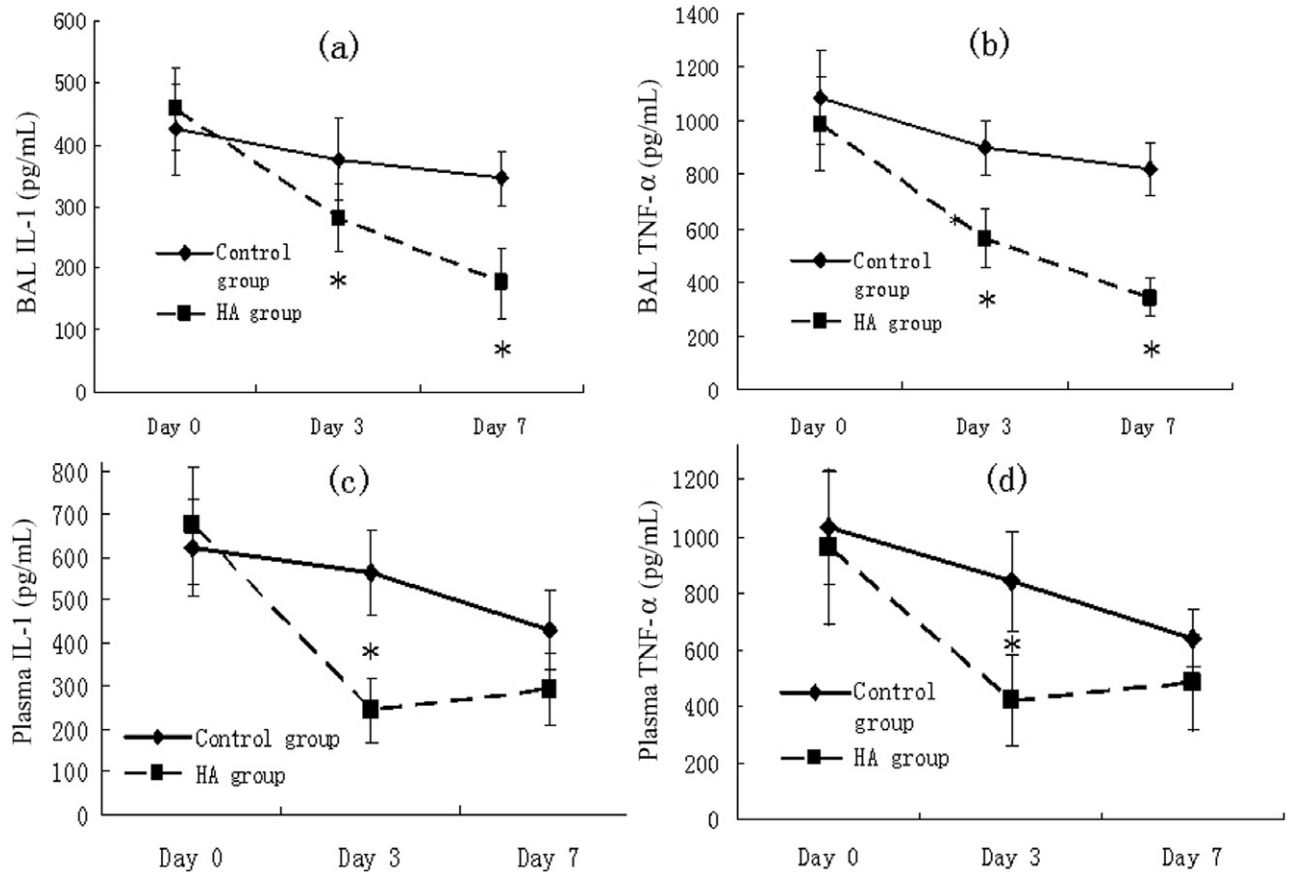 (a)
BAL IL-1 (pg/mL)
600
500
400
300
200
100
0
Control
group
HA group
*
*
Day 0 Day 3 Day 7
(b)
BAL TNF-α (pg/mL)
1400
1200
1000
800
600
400
200
0
*
Control
group
HA group
*
*
Day 0 Day 3 Day 7
(c)
Plasma IL-1 (pg/mL)
800
700
600
500
400
300
200
100
0
*
Control group
HA group
Day 0 Day 3 Day 7
(d)
Plasma TNF-α (pg/mL)
1200
1000
800
600
400
200
0
*
Control
group
HA group
Day 0 Day 3 Day 7